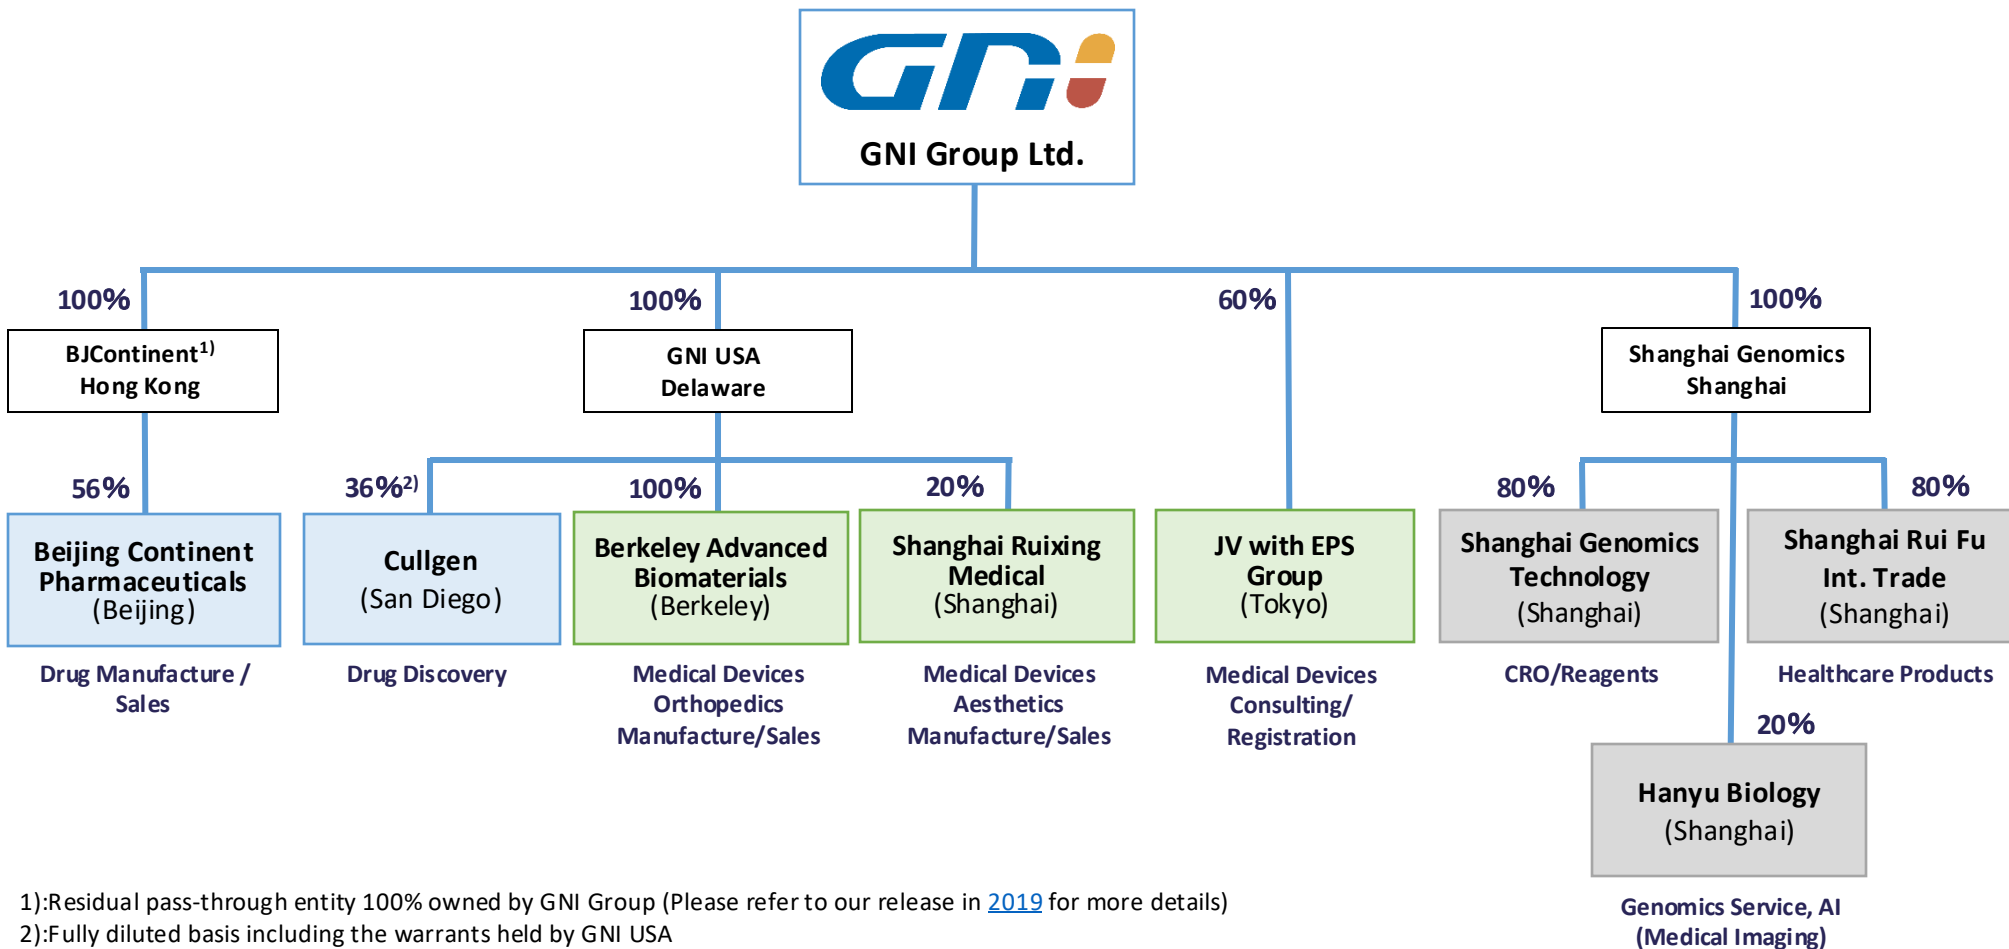 GNI
GNI Group Ltd.
100%
100%
60%
100%
BJContinent1)
Hong Kong
GNI USA
Delaware
Shanghai Genomics
Shanghai
56%
36%2)
100%
20%
80%
80%
Beijing Continent
Pharmaceuticals
(Beijing)
Cullgen
(San Diego)
Berkeley Advanced
Biomaterials
(Berkeley)
Shanghai Ruixing
Medical
(Shanghai)
JV with EPS
Group
(Tokyo)
Shanghai Genomics
Technology
(Shanghai)
Shanghai Rui Fu
Int. Trade
(Shanghai)
Drug Manufacture /
Sales
Drug Discovery
Medical Devices
Orthopedics
Manufacture/Sales
Medical Devices
Aesthetics
Manufacture/Sales
Medical Devices
Consulting/
Registration
CRO/Reagents
Healthcare Products
20%
Hanyu Biology
(Shanghai)
Genomics Service, AI
(Medical Imaging)
1):Residual pass-through entity 100% owned by GNI Group (Please refer to our release in 2019 for more details)
2):Fully diluted basis including the warrants held by GNI USA